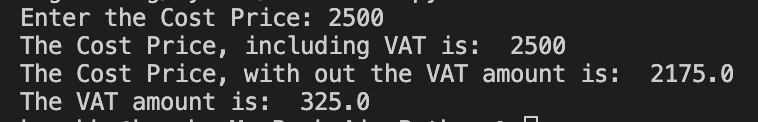 Enter the Cost Price: 2500
The Cost Price, including VAT is:  2500
The Cost Price, with out the VAT amount is:  2175.0
The VAT amount is:  325.0